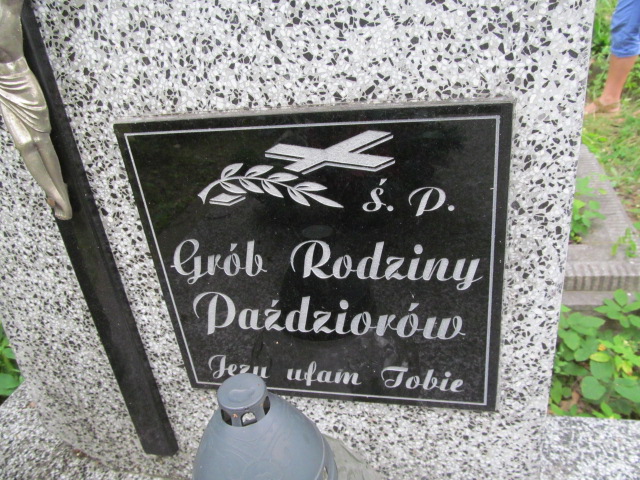 Ś. P.
Grób Rodziny
Paździorów
Jezu ufam Tobie